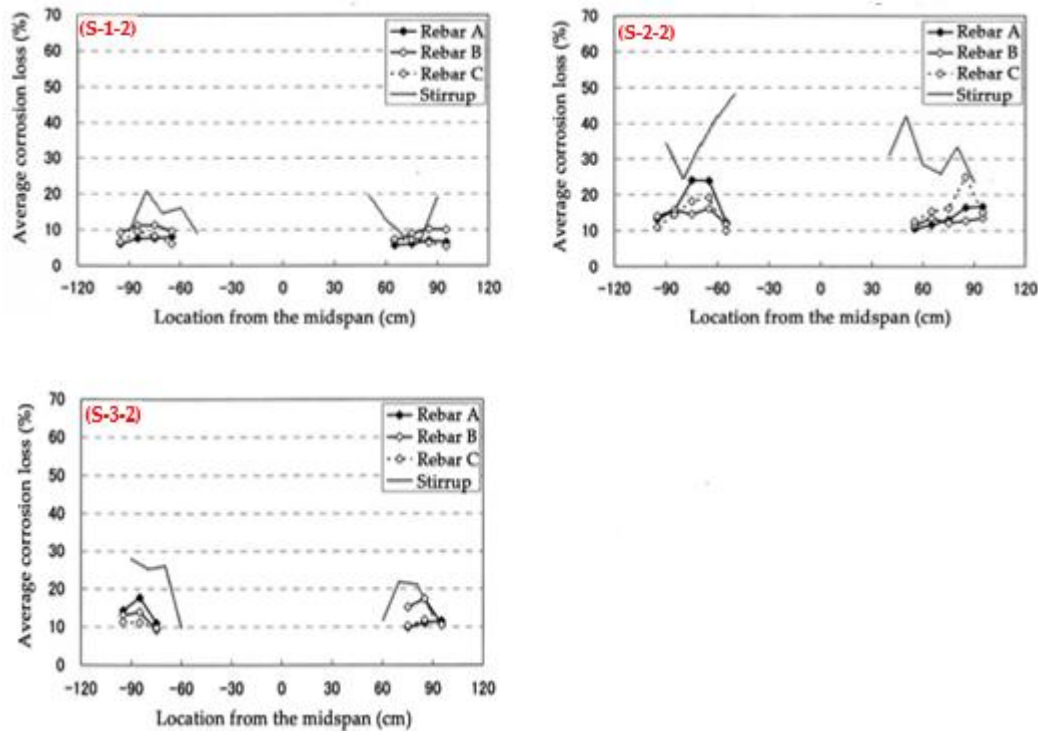 (S-1-2)
Average corrosion loss (%)
70
60
50
40
30
20
10
0
Rebar A
Rebar B
Rebar C
Stirrup
-120 -90 -60 -30 0 30 60 90 120
Location from the midspan (cm)
(S-2-2)
Average corrosion loss (%)
70
60
50
40
30
20
10
0
Rebar A
Rebar B
Rebar C
Stirrup
-120 -90 -60 -30 0 30 60 90 120
Location from the midspan (cm)
(S-3-2)
Average corrosion loss (%)
70
60
50
40
30
20
10
0
Rebar A
Rebar B
Rebar C
Stirrup
-120 -90 -60 -30 0 30 60 90 120
Location from the midspan (cm)